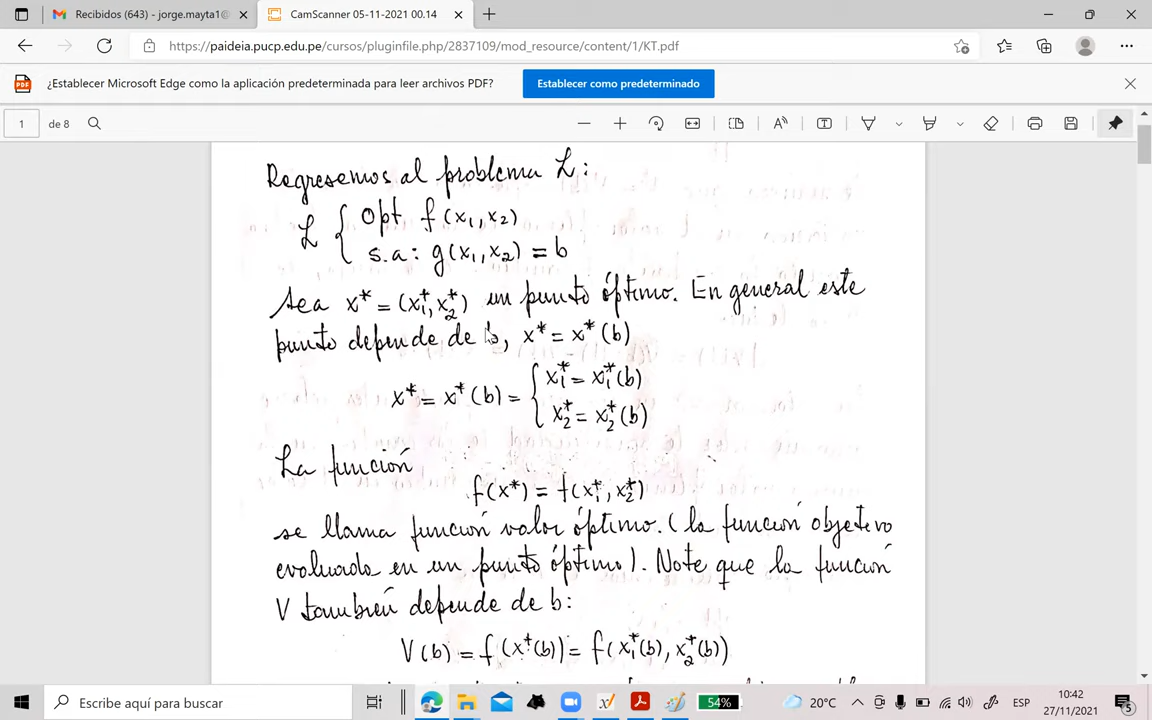 Recibidos (643) - jorge.mayta1@
CamScanner 05-11-2021 00.14
https://paideia.pucp.edu.pe/cursos/pluginfile.php/2837109/mod_resource/content/1/KT.pdf
¿Establecer Microsoft Edge como la aplicación predeterminada para leer archivos PDF?
Establecer como predeterminado
1 de 8
Regresemos al problema L:
L { opt f(x₁,x₂)
s.a: g(x₁,x₂) = b
Sea x* = (x₁*,x₂*) un punto óptimo. En general este
punto depende de b, x* = x*(b)
x* = x*(b) = { x₁* = x₁*(b)
x₂* = x₂*(b)
La función
f(x*) = f(x₁*,x₂*)
se llama función valor óptimo. (la función objetivo
evaluada en un punto óptimo). Note que la función
V también depende de b:
V(b) = f(x*(b)) = f(x₁*(b), x₂*(b))
Escribe aquí para buscar
54%
20°C
ESP
10:42
27/11/2021
5